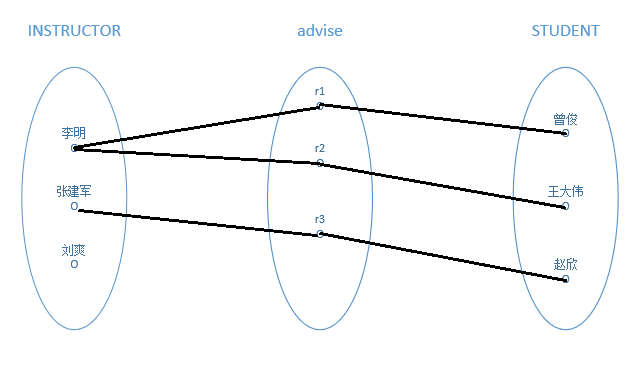 INSTRUCTOR
advise
STUDENT
r1
李明
曾俊
r2
张建军
王大伟
r3
刘爽
赵欣